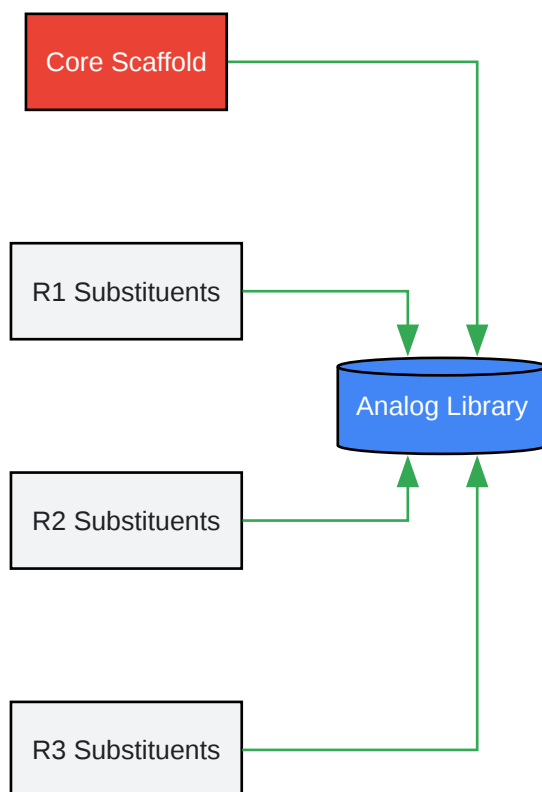 Core Scaffold
R1 Substituents
Analog Library
R2 Substituents
R3 Substituents